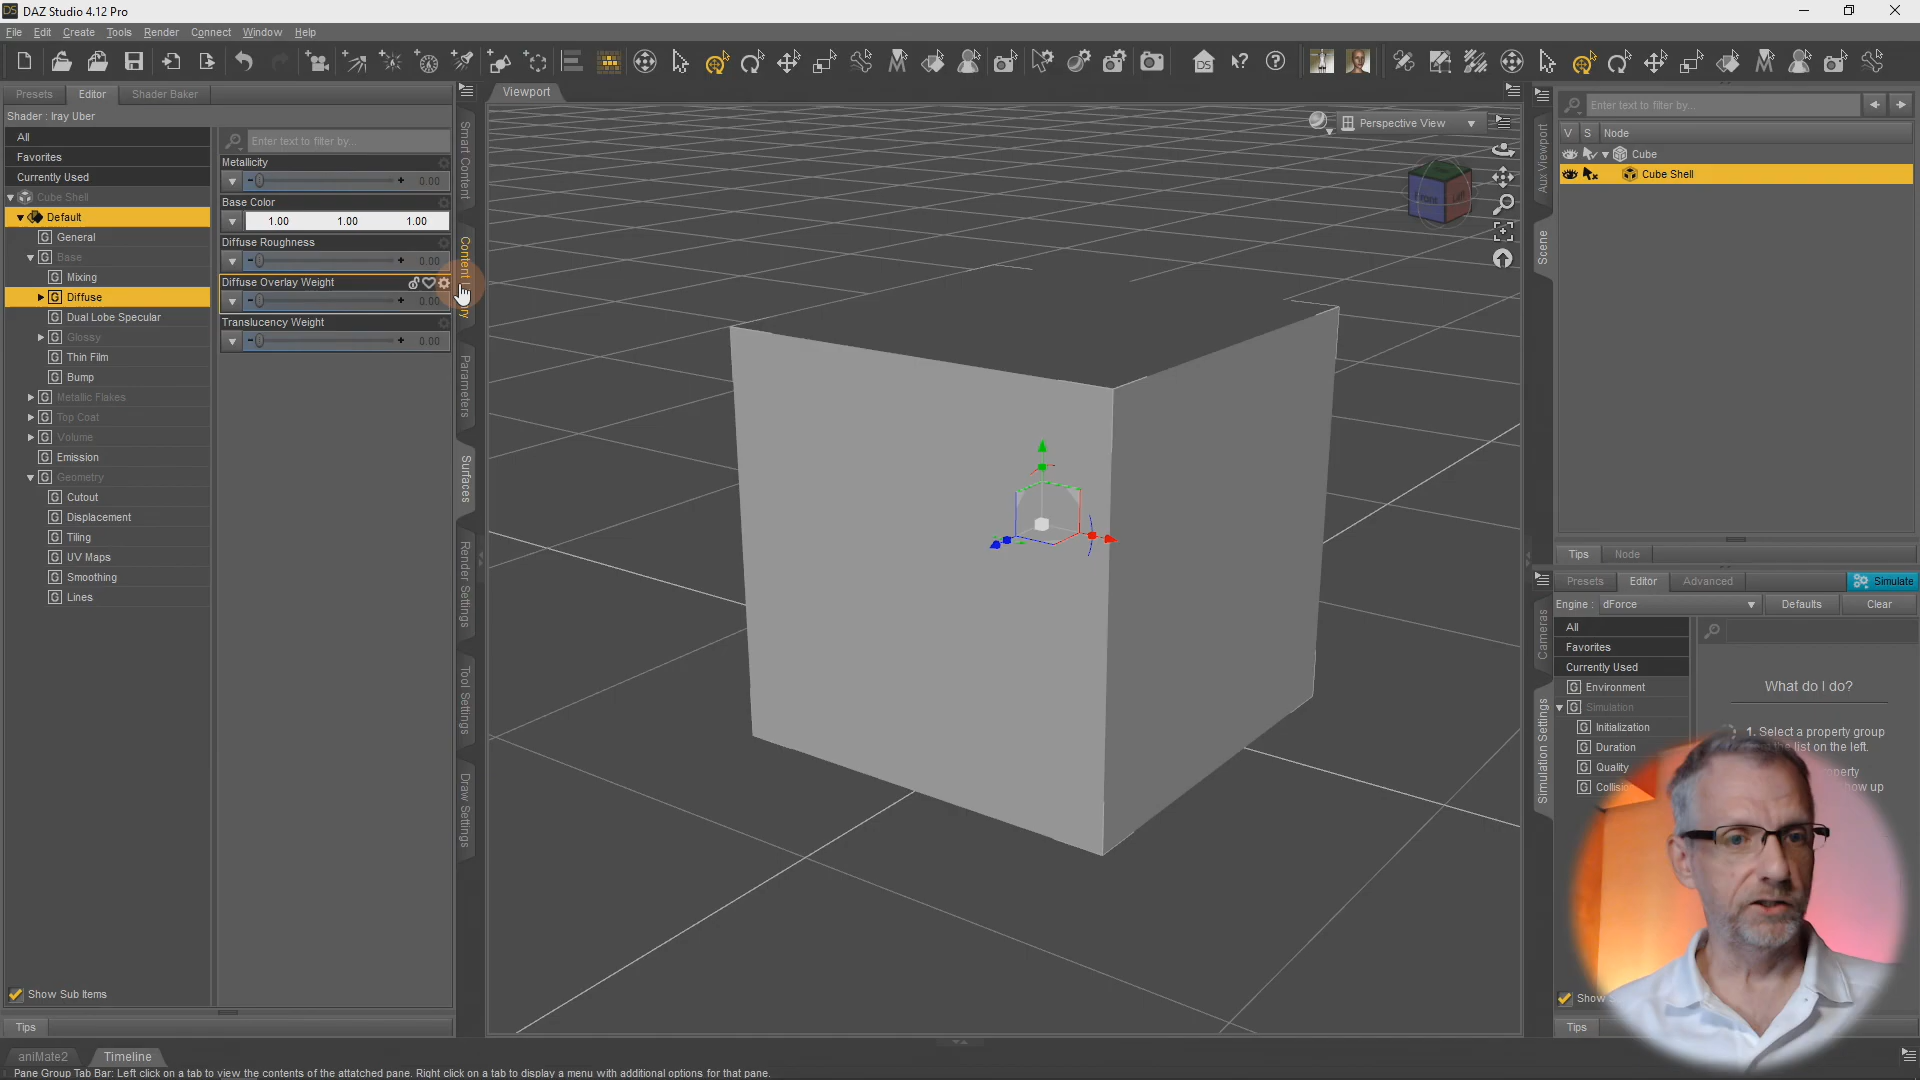 DAZ Studio 4.12 Pro
File Edit Create Tools Render Connect Window Help
Presets Editor Shader Baker
Shader : Iray Uber
All
Favorites
Currently Used
Cube Shell
Default
General
Base
Mixing
Diffuse
Dual Lobe Specular
Glossy
Thin Film
Bump
Metallic Flakes
Top Coat
Volume
Emission
Geometry
Cutout
Displacement
Tiling
UV Maps
Smoothing
Lines
Show Sub Items
Tips
Enter text to filter by...
Metallicity
0.00
Base Color
1.00 1.00 1.00
Diffuse Roughness
0.00
Diffuse Overlay Weight
0.00
Translucency Weight
0.00
Smart Content
Content
Parameters
Surfaces
Render Settings
Tool Settings
Draw Settings
Viewport
Perspective View
Aux Viewport
Scene
Enter text to filter by...
V S Node
Cube
Cube Shell
Tips Node
Cameras
Simulation Settings
Presets Editor Advanced Simulate
Engine : dForce Defaults Clear
All
Favorites
Currently Used
Environment
Simulation
Initialization
Duration
Quality
What do I do?
1. Select a property group
list on the left.
Tips
aniMate2 Timeline
Pane Group Tab Bar: Left click on a tab to view the contents of the attatched pane. Right click on a tab to display a menu with additional options for that pane.